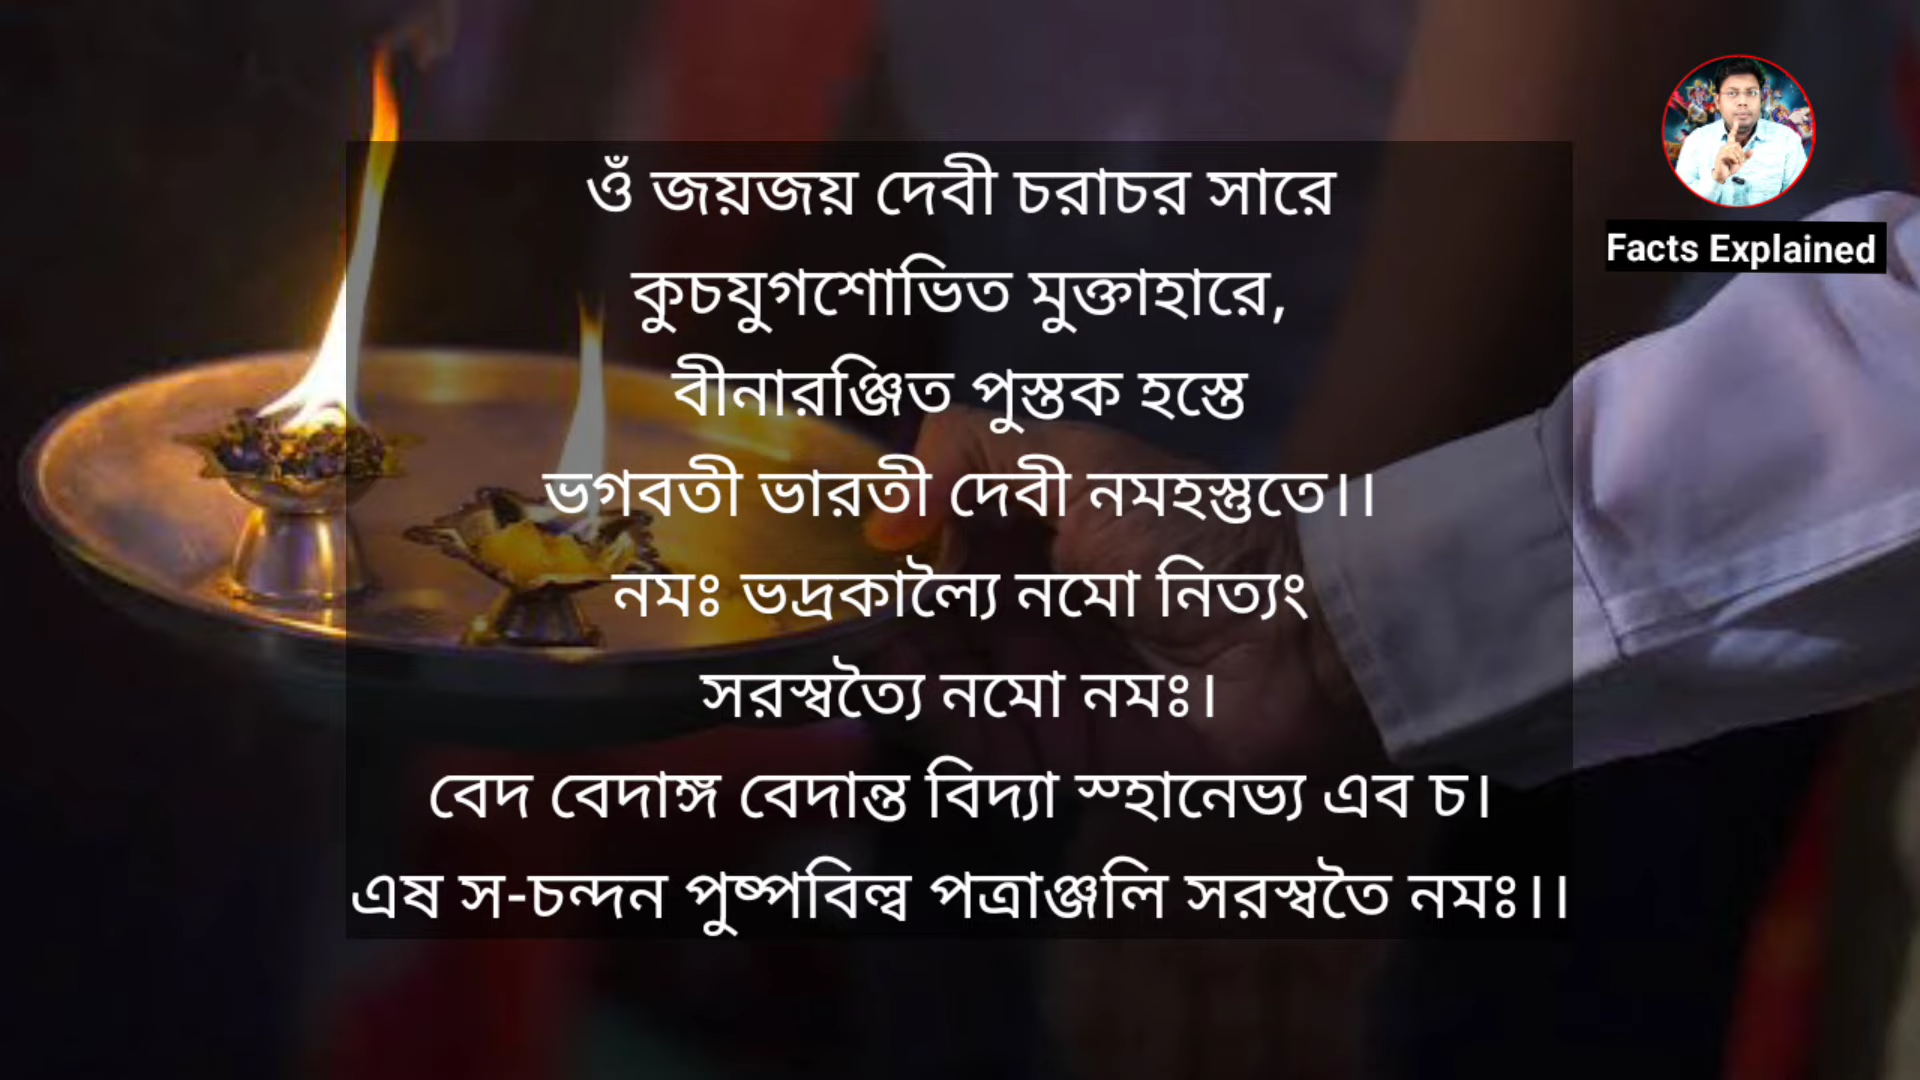 ওঁ জয়জয় দেবী চরাচর সারে
কুচযুগশোভিত মুক্তাহারে,
বীনারঞ্জিত পুস্তক হস্তে
ভগবতী ভারতী দেবী নমহস্তুতে।।
নমঃ ভদ্রকাল্যৈ নমো নিত্যং
সরস্বত্যৈ নমো নমঃ।
বেদ বেদাঙ্গ বেদান্ত বিদ্যা স্হানেভ্য এব চ।
এষ স-চন্দন পুষ্পবিল্ব পত্রাঞ্জলি সরস্বতৈ নমঃ।।
Facts Explained